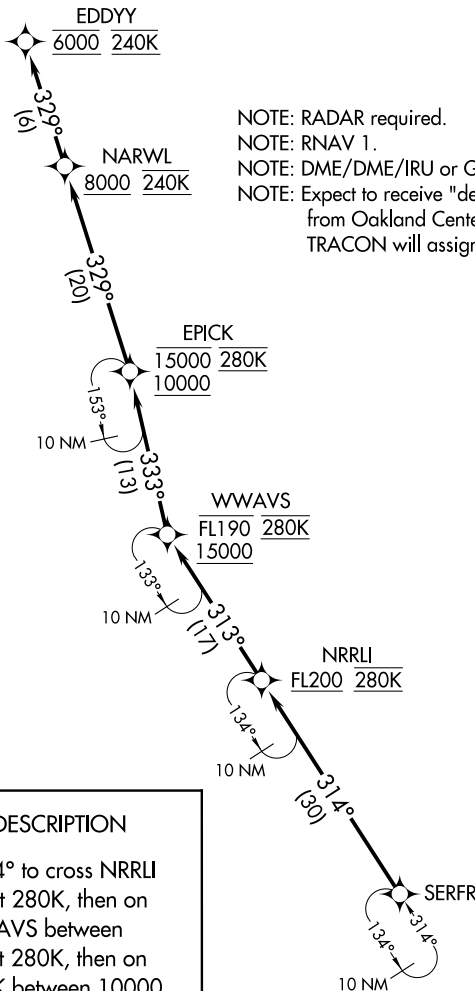 EDDYY
6000 240K
329°
(6)
NARWL
8000 240K
NOTE: RADAR required.
NOTE: RNAV 1.
NOTE: DME/DME/IRU or G
NOTE: Expect to receive "de
from Oakland Cente
TRACON will assign
329°
(20)
EPICK
15000 280K
10000
153°
10 NM
333°
(13)
WWAVS
FL190 280K
15000
133°
10 NM
313°
(17)
NRRLI
FL200 280K
134°
10 NM
314°
(30)
SERFR
134°
314°
10 NM
DESCRIPTION
4° to cross NRRLI
t 280K, then on
AVS between
t 280K, then on
K between 10000